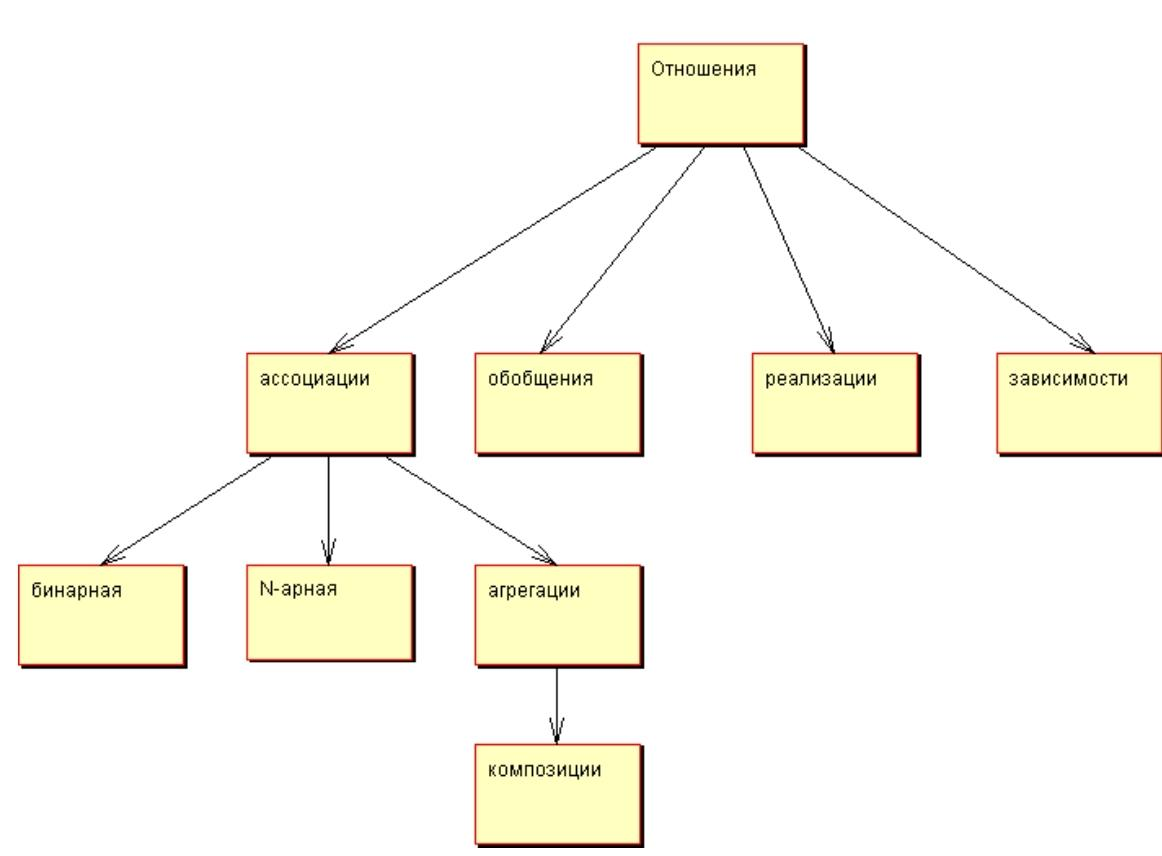 Отношения
ассоциации
обобщения
реализации
зависимости
бинарная
N-арная
агрегации
композиции